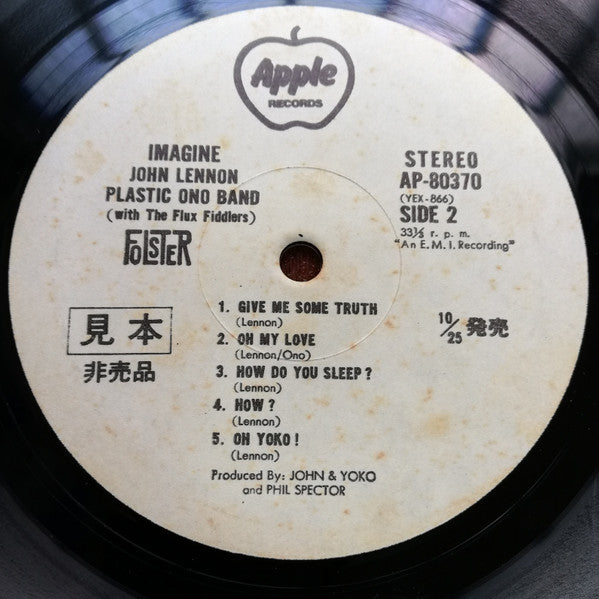 Apple
RECORDS
IMAGINE
JOHN LENNON
PLASTIC ONO BAND
(with The Flux Fiddlers)
FOLSTER
STEREO
AP-80370
(YEX-866)
SIDE 2
33⅓ r. p. m.
"An E. M. I. Recording"
見本
非売品
10/25 発売
1. GIVE ME SOME TRUTH
(Lennon)
2. OH MY LOVE
(Lennon/Ono)
3. HOW DO YOU SLEEP?
(Lennon)
4. HOW?
(Lennon)
5. OH YOKO!
(Lennon)
Produced By: JOHN & YOKO
and PHIL SPECTOR